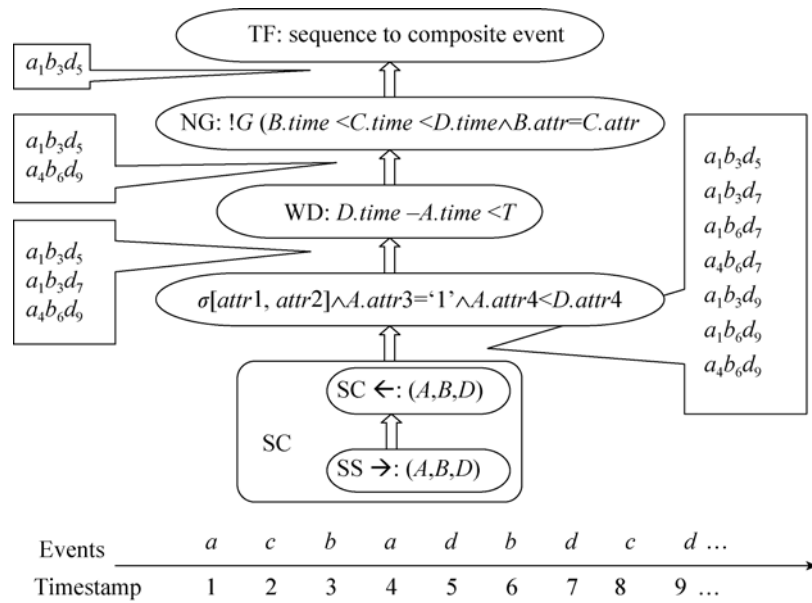 TF: sequence to composite event
a₁b₃d₅
NG: !G (B.time <C.time <D.time∧B.attr=C.attr
a₁b₃d₅
a₄b₆d₉
WD: D.time –A.time <T
a₁b₃d₅
a₁b₃d₇
a₄b₆d₉
σ[attr1, attr2]∧A.attr3=‘1’∧A.attr4<D.attr4
a₁b₃d₅
a₁b₃d₇
a₁b₆d₇
a₄b₆d₇
a₁b₃d₉
a₁b₆d₉
a₄b₆d₉
SC ←: (A,B,D)
SC
SS →: (A,B,D)
Events a c b a d b d c d …
Timestamp 1 2 3 4 5 6 7 8 9 …